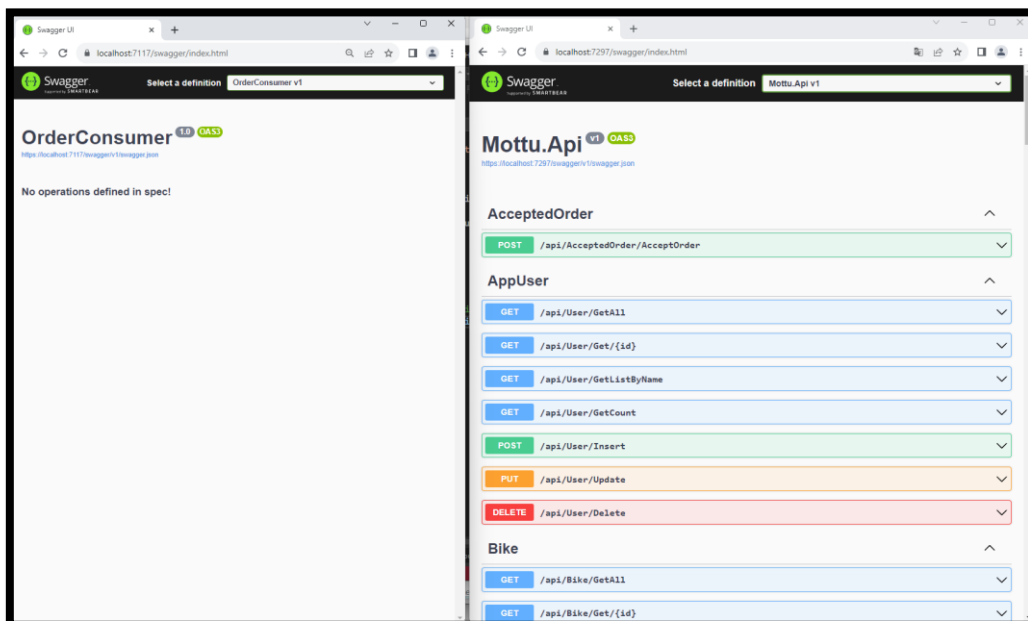 Swagger UI
localhost:7117/swagger/index.html
Swagger
Supported by SMARTBEAR
Select a definition
OrderConsumer v1
OrderConsumer 1.0 OAS3
https://localhost:7117/swagger/v1/swagger.json
No operations defined in spec!
Swagger UI
localhost:7297/swagger/index.html
Swagger
Supported by SMARTBEAR
Select a definition
Mottu.Api v1
Mottu.Api v1 OAS3
https://localhost:7297/swagger/v1/swagger.json
AcceptedOrder
POST /api/AcceptedOrder/AcceptOrder
AppUser
GET /api/User/GetAll
GET /api/User/Get/{id}
GET /api/User/GetListByName
GET /api/User/GetCount
POST /api/User/Insert
PUT /api/User/Update
DELETE /api/User/Delete
Bike
GET /api/Bike/GetAll
GET /api/Bike/Get/{id}